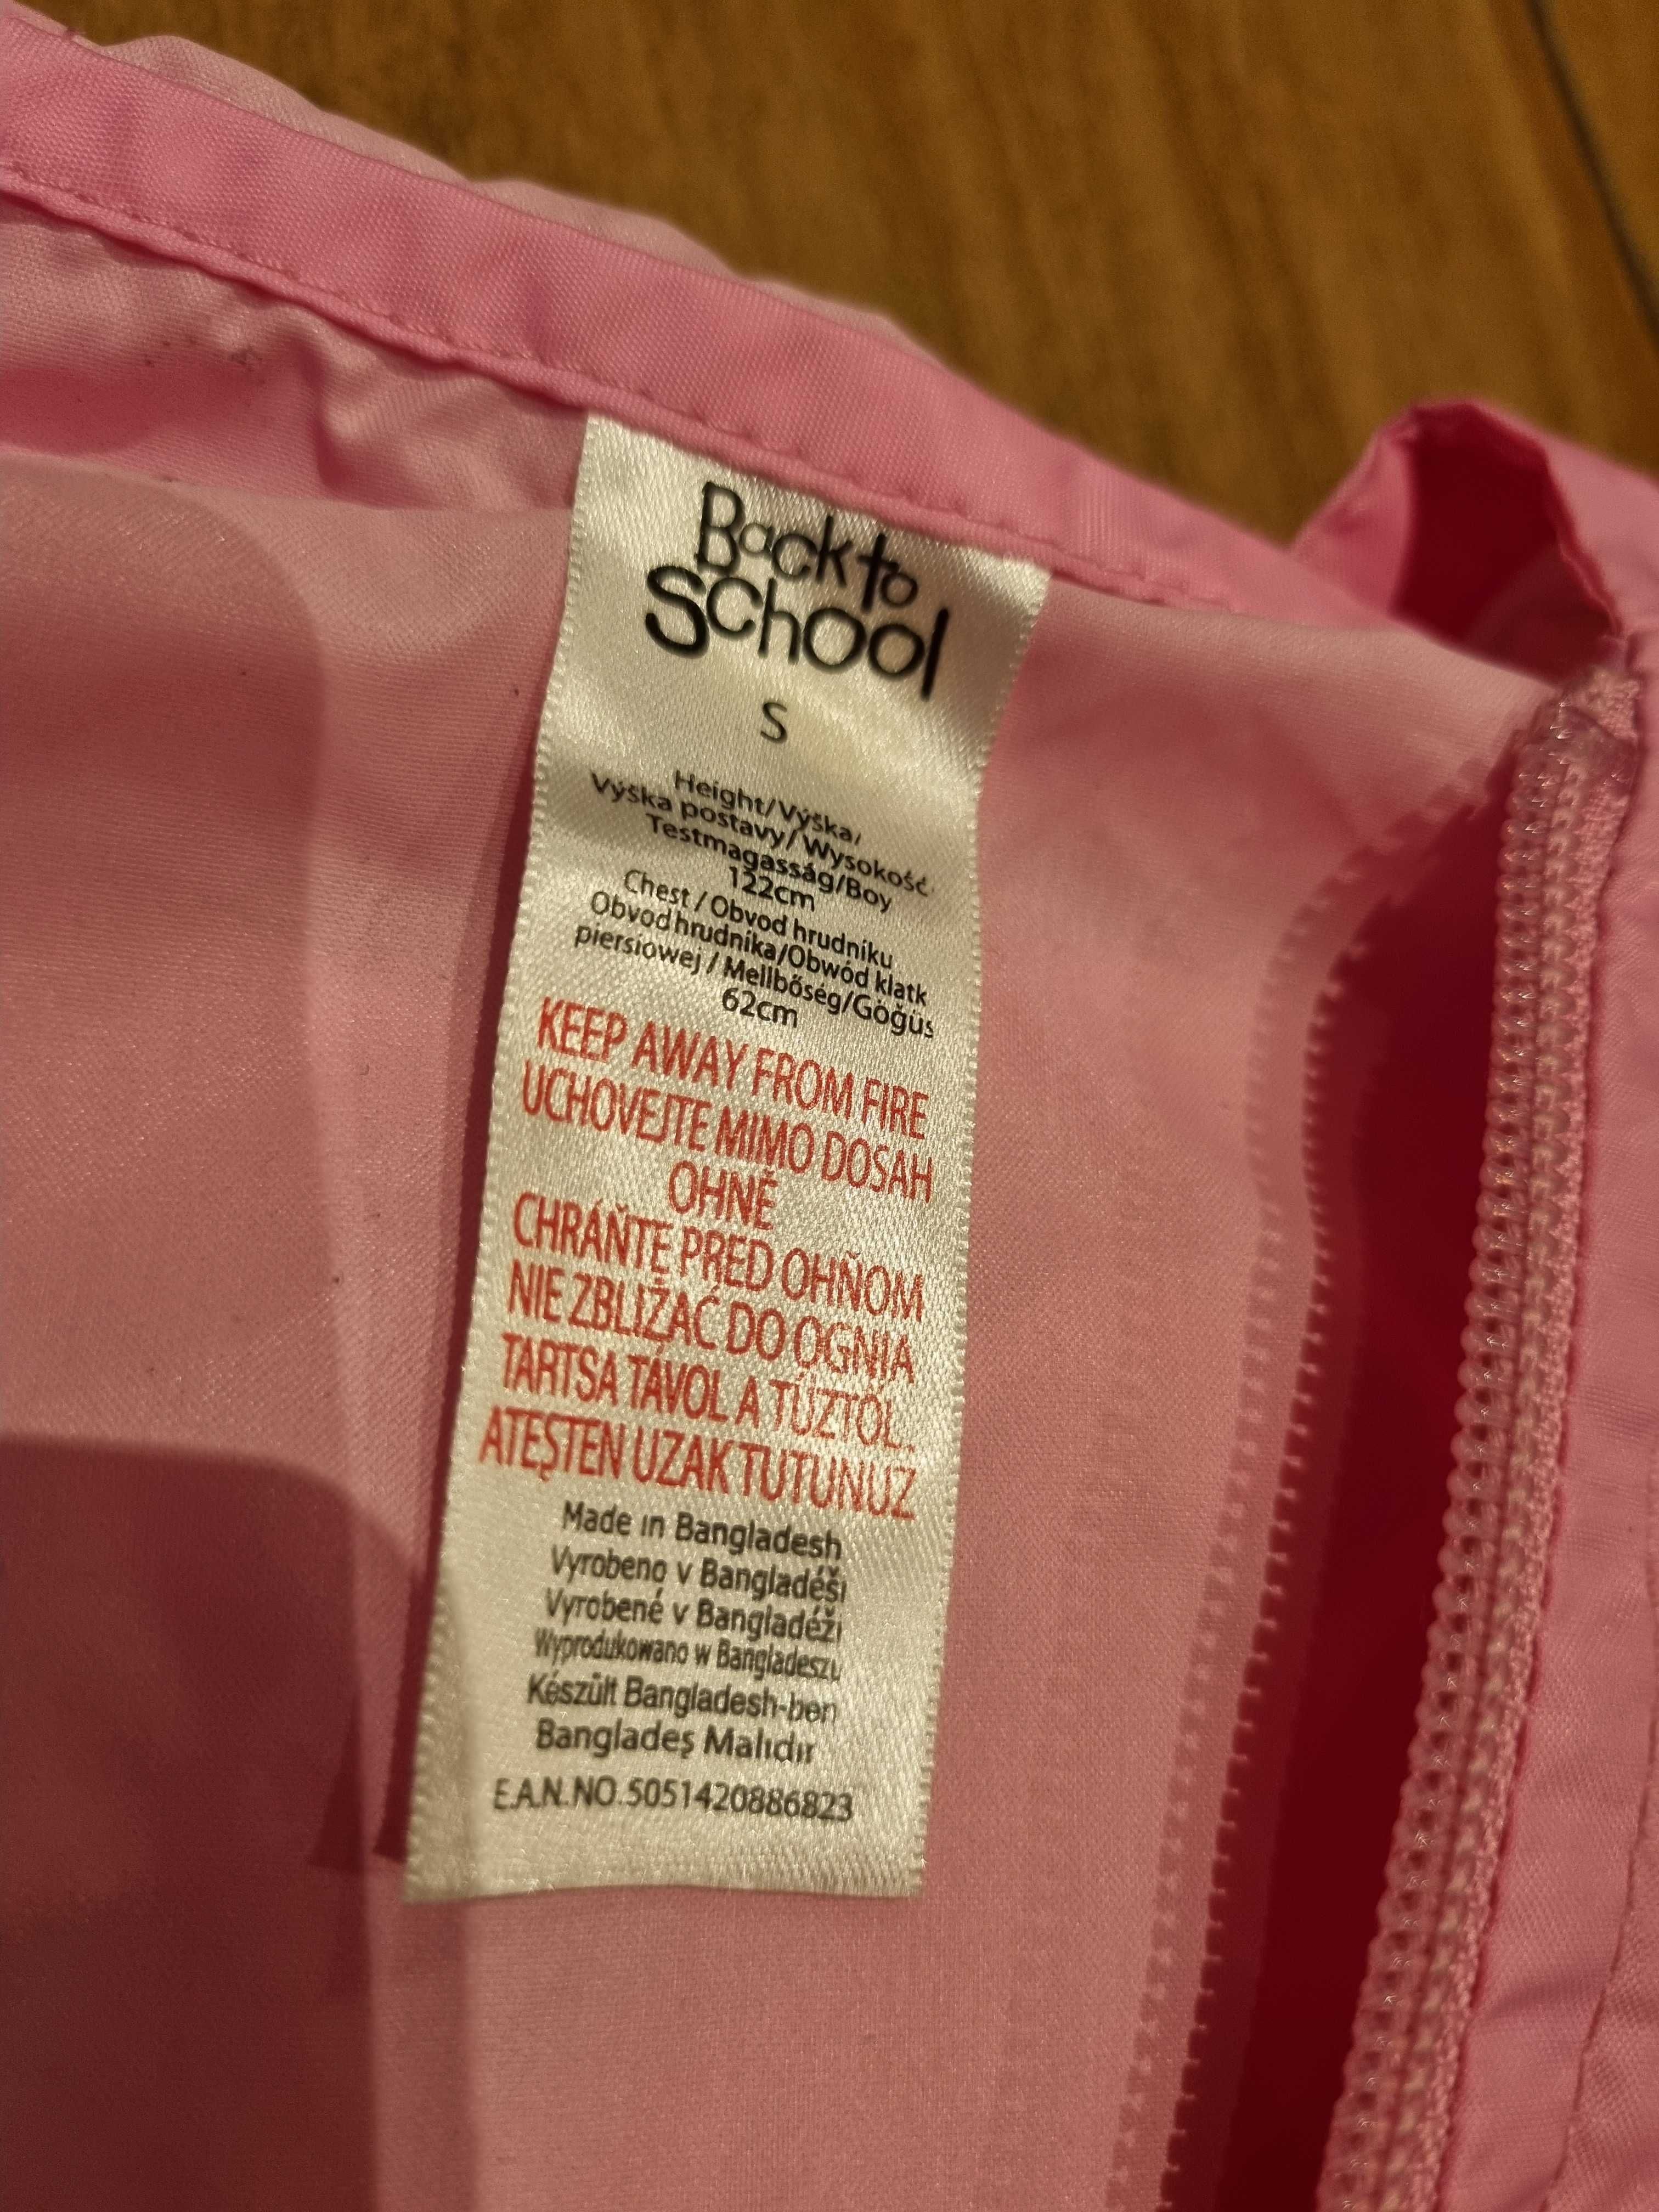 Back to
School
S
Height/Výška/
Výška postavy/Wysokość
Testmagasság/Boy
122cm
Chest / Obvod hrudníku
Obvod hrudníka/Obwód klatk
piersiowej / Mellbőség/Göğüs
62cm
KEEP AWAY FROM FIRE
UCHOVEJTE MIMO DOSAH
OHNĚ
CHRÁŇTE PRED OHŇOM
NIE ZBLIŻAĆ DO OGNIA
TARTSA TÁVOL A TŰZTŐL.
ATEŞTEN UZAK TUTUNUZ
Made in Bangladesh
Vyrobeno v Bangladéši
Vyrobené v Bangladéži
Wyprodukowano w Bangladeszu
Készült Bangladesh-ben
Bangladeş Malıdır
E.A.N.NO.5051420886823